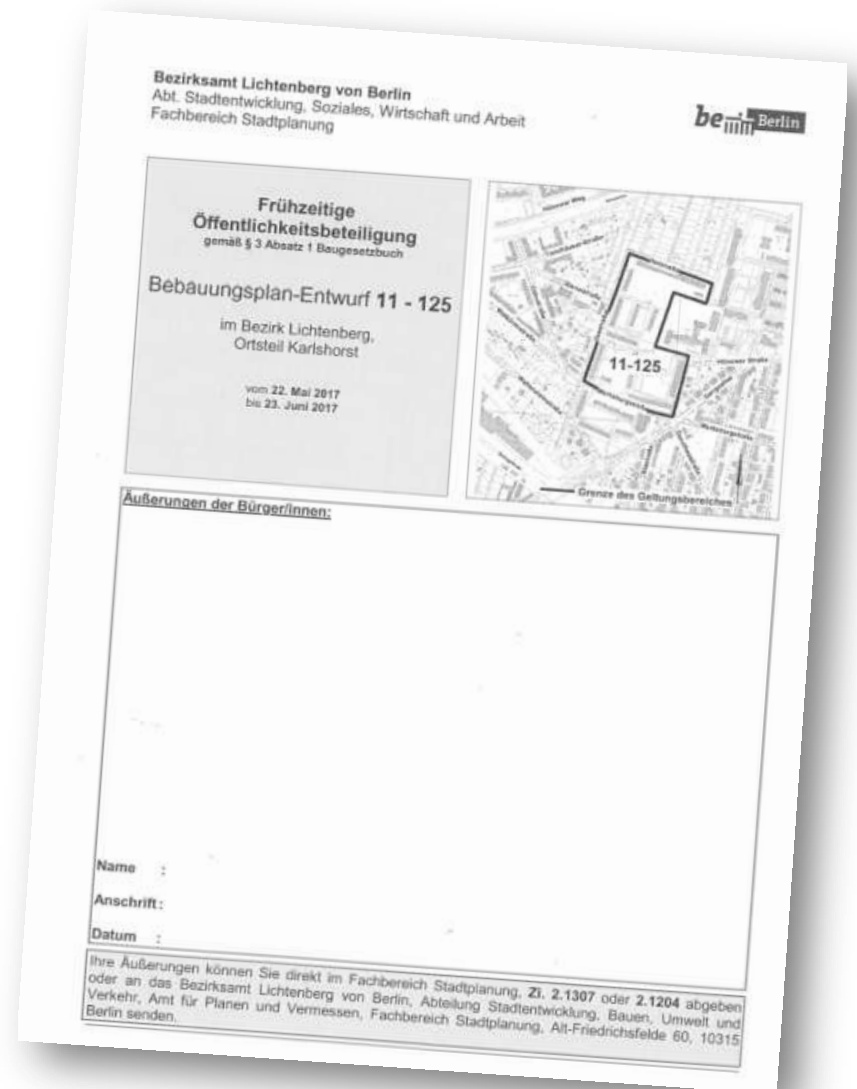 Bezirksamt Lichtenberg von Berlin
Abt. Stadtentwicklung, Soziales, Wirtschaft und Arbeit
Fachbereich Stadtplanung
be Berlin
Frühzeitige
Öffentlichkeitsbeteiligung
gemäß § 3 Absatz 1 Baugesetzbuch
Bebauungsplan-Entwurf 11 - 125
im Bezirk Lichtenberg,
Ortsteil Karlshorst
vom 22. Mai 2017
bis 23. Juni 2017
11-125
Grenze des Geltungsbereiches
Äußerungen der Bürger/innen:
Name :
Anschrift :
Datum :
Ihre Äußerungen können Sie direkt im Fachbereich Stadtplanung, Zi. 2.1307 oder 2.1204 abgeben
oder an das Bezirksamt Lichtenberg von Berlin, Abteilung Stadtentwicklung, Bauen, Umwelt und
Verkehr, Amt für Planen und Vermessen, Fachbereich Stadtplanung, Alt-Friedrichsfelde 60, 10315
Berlin senden.